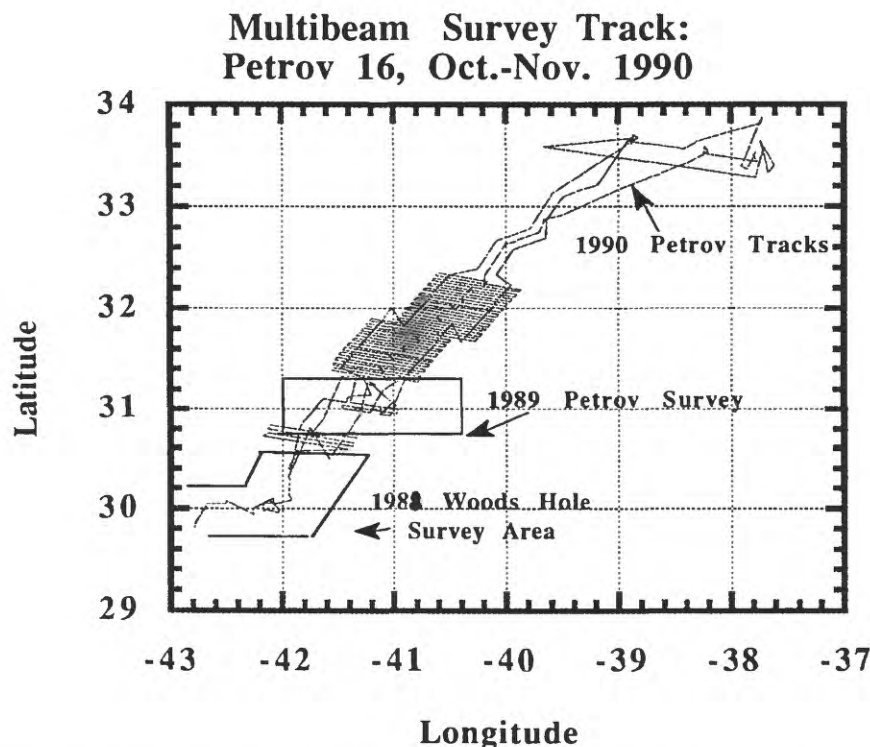 Multibeam Survey Track:
Petrov 16, Oct.-Nov. 1990
34
33
32
31
30
29
Latitude
1990 Petrov Tracks
1989 Petrov Survey
Woods Hole
Survey Area
-43 -42 -41 -40 -39 -38 -37
Longitude